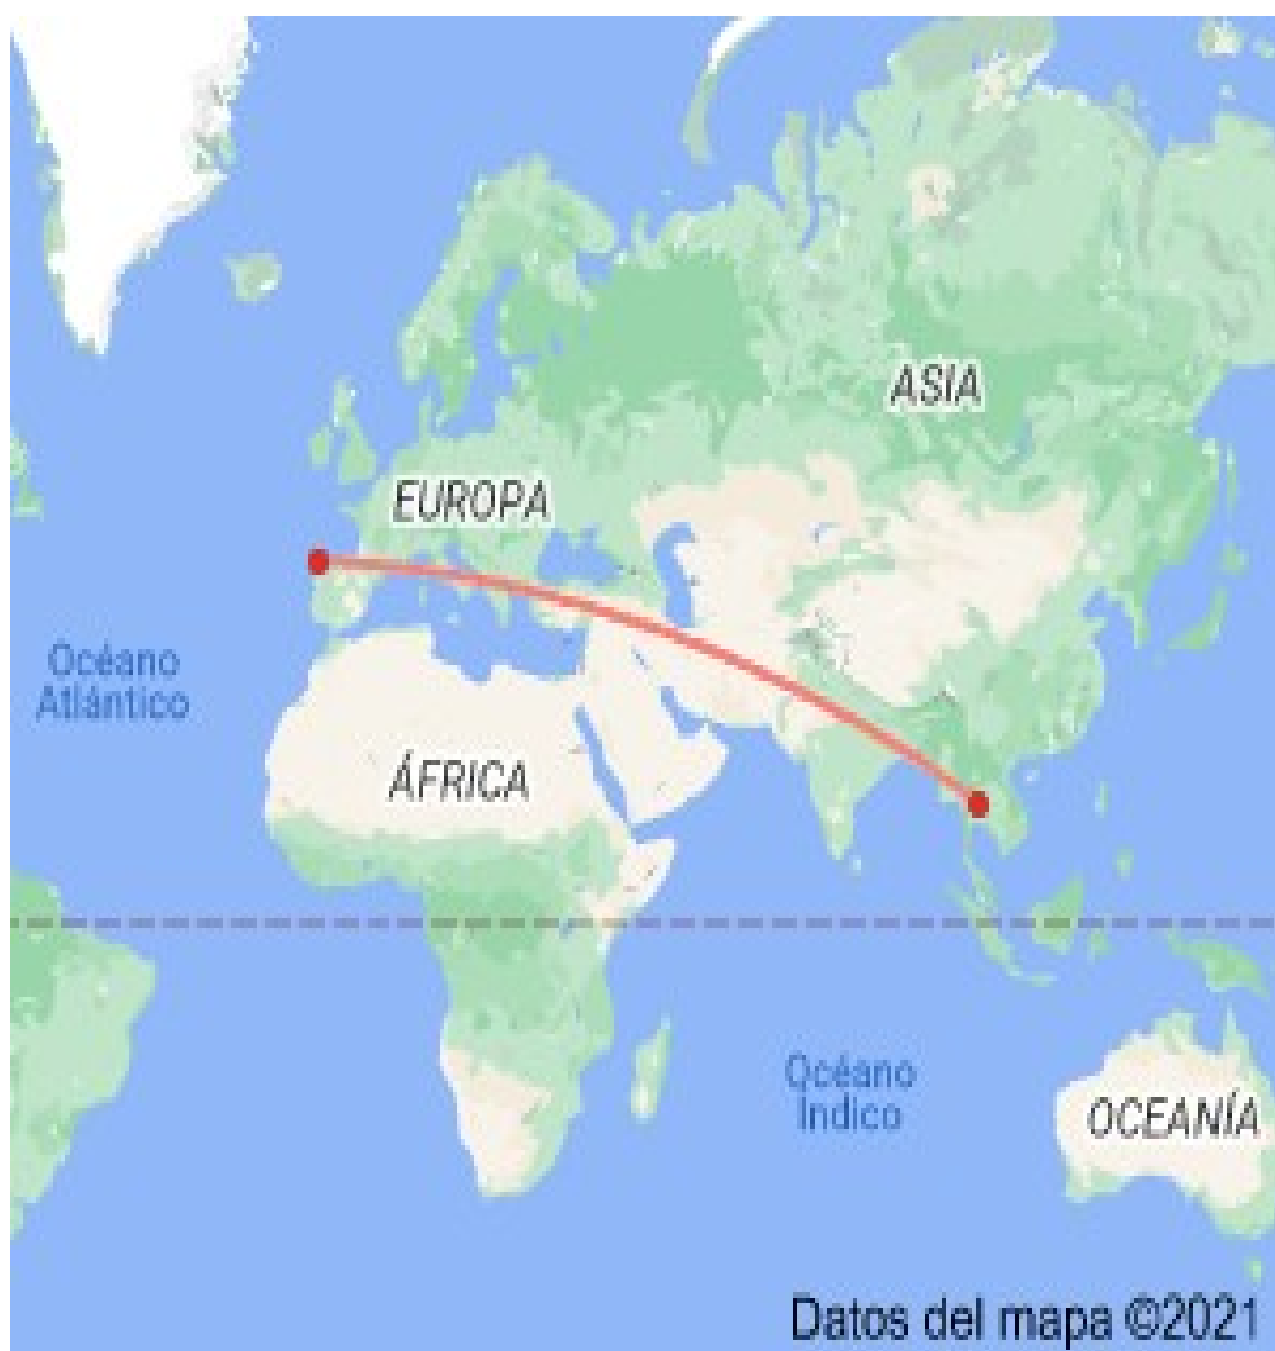 ASIA
EUROPA
Océano
Atlántico
ÁFRICA
Océano
Índico
OCEANÍA
Datos del mapa ©2021